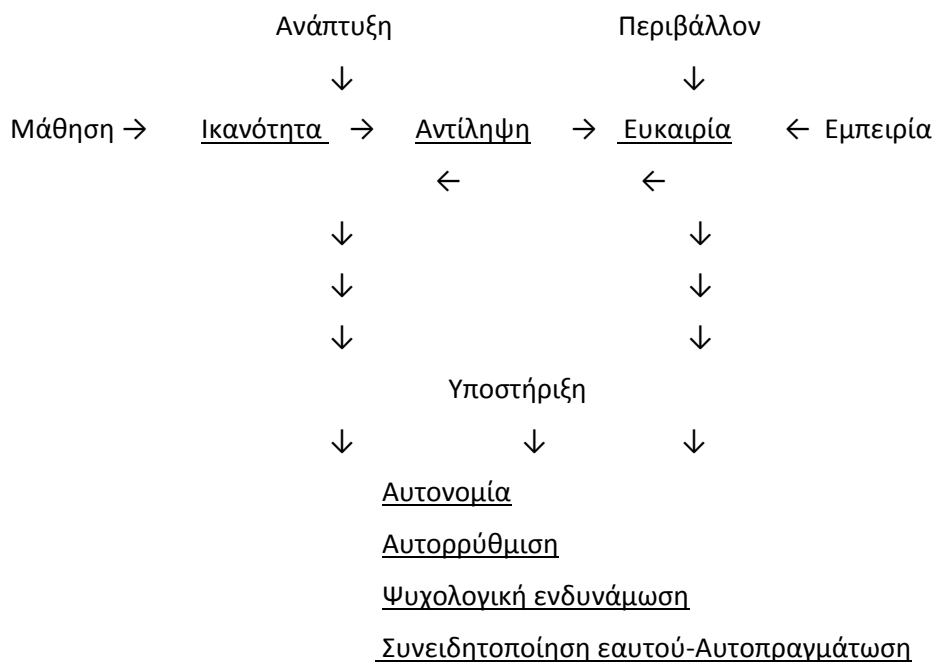 Ανάπτυξη Περιβάλλον
↓ ↓
Μάθηση → Ικανότητα → Αντίληψη → Ευκαιρία ← Εμπειρία
← ←
↓ ↓
↓ ↓
↓ ↓
Υποστήριξη
↓ ↓ ↓
Αυτονομία
Αυτορρύθμιση
Ψυχολογική ενδυνάμωση
Συνειδητοποίηση εαυτού-Αυτοπραγμάτωση